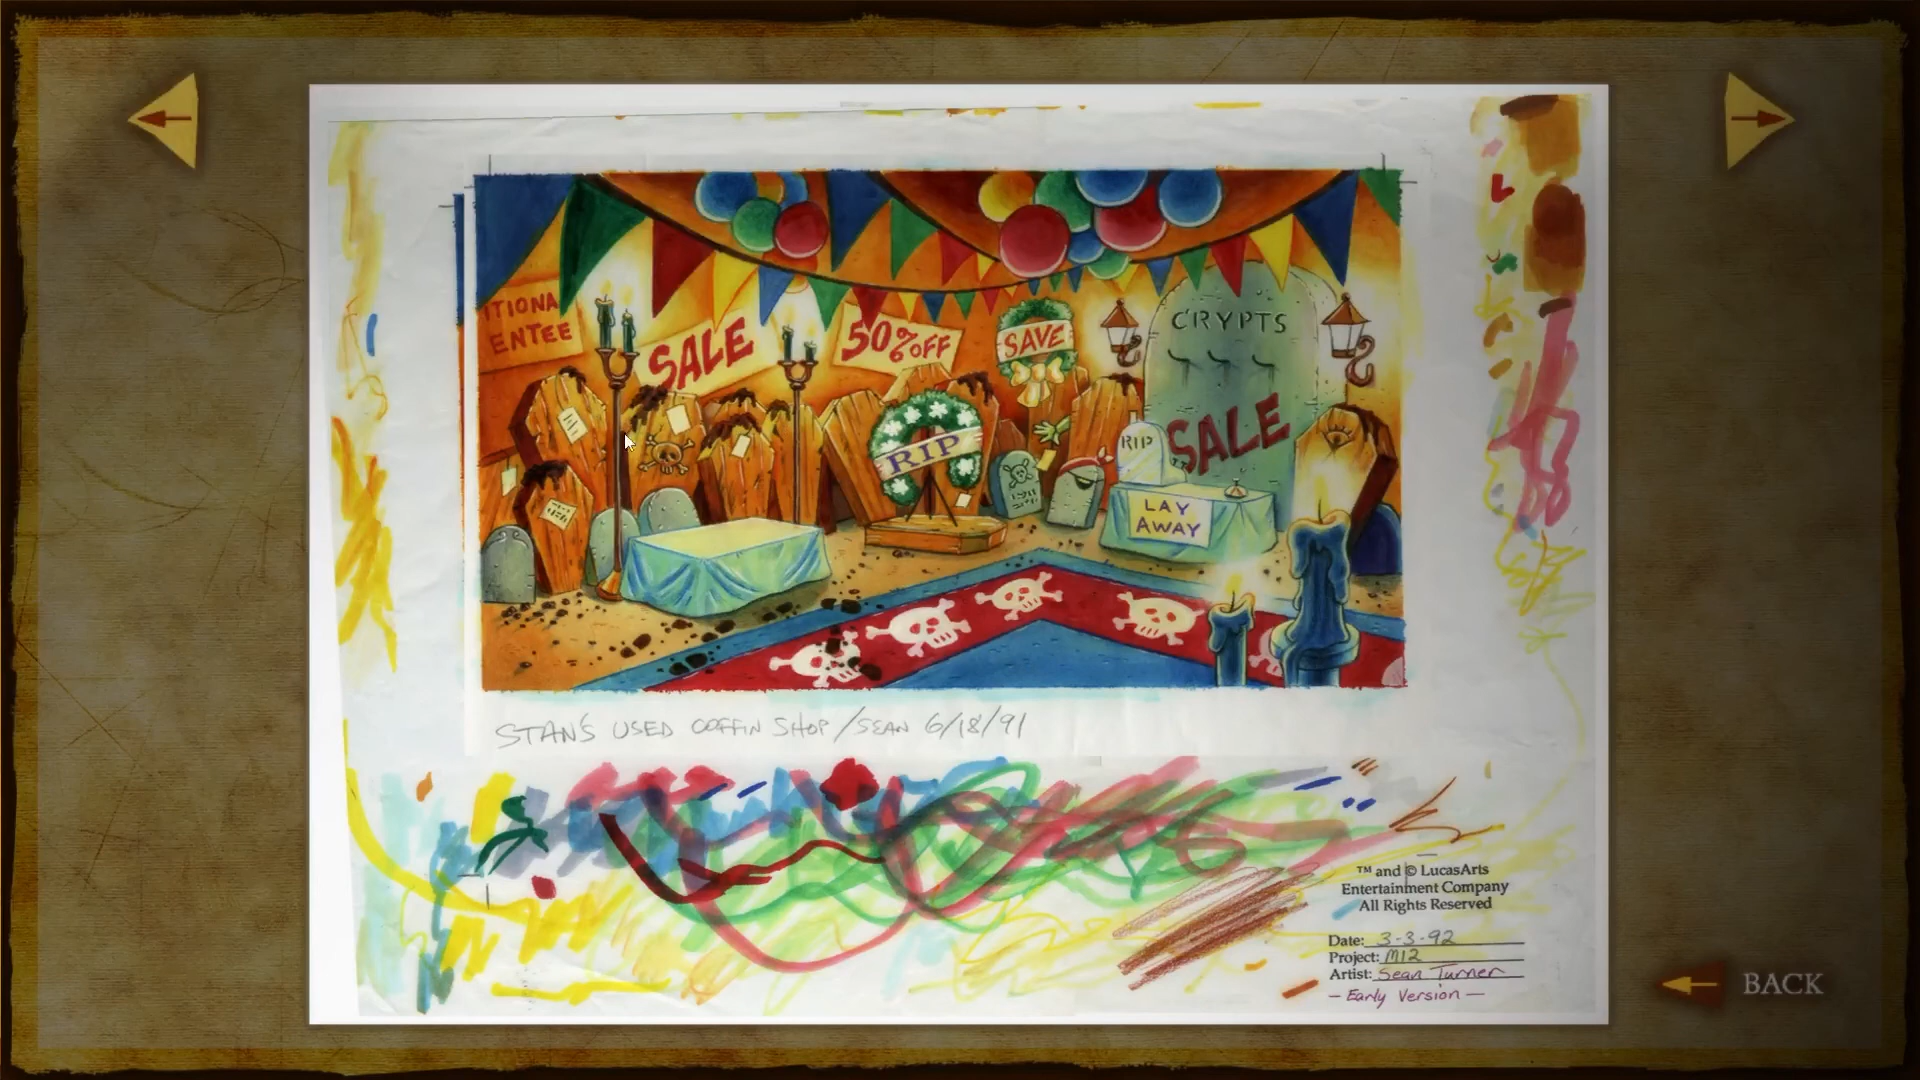 ITIONA
ENTEE
SALE
50% OFF
SAVE
CRYPTS
SALE
RIP
RIP
LAY
AWAY
STAN'S USED COFFIN SHOP / SEAN 6/18/91
™ and © LucasArts
Entertainment Company
All Rights Reserved
Date: 3-3-92
Project: MI2
Artist: Sean Turner
- Early Version -
BACK